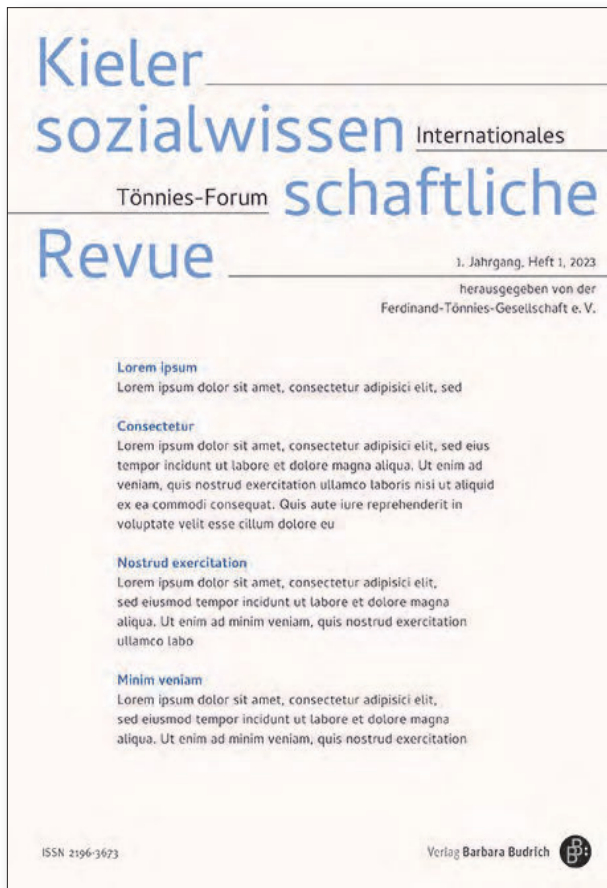 Kieler
sozialwissen Internationales
Tönnies-Forum schaftliche
Revue
1. Jahrgang, Heft 1, 2023
herausgegeben von der
Ferdinand-Tönnies-Gesellschaft e. V.
Lorem ipsum
Lorem ipsum dolor sit amet, consectetur adipisici elit, sed
Consectetur
Lorem ipsum dolor sit amet, consectetur adipisici elit, sed eius
tempor incidunt ut labore et dolore magna aliqua. Ut enim ad
veniam, quis nostrud exercitation ullamco laboris nisi ut aliquid
ex ea commodi consequat. Quis aute iure reprehenderit in
voluptate velit esse cillum dolore eu
Nostrud exercitation
Lorem ipsum dolor sit amet, consectetur adipisici elit,
sed eiusmod tempor incidunt ut labore et dolore magna
aliqua. Ut enim ad minim veniam, quis nostrud exercitation
ullamco labo
Minim veniam
Lorem ipsum dolor sit amet, consectetur adipisici elit,
sed eiusmod tempor incidunt ut labore et dolore magna
aliqua. Ut enim ad minim veniam, quis nostrud exercitation
ISSN 2196-3673
Verlag Barbara Budrich BB: